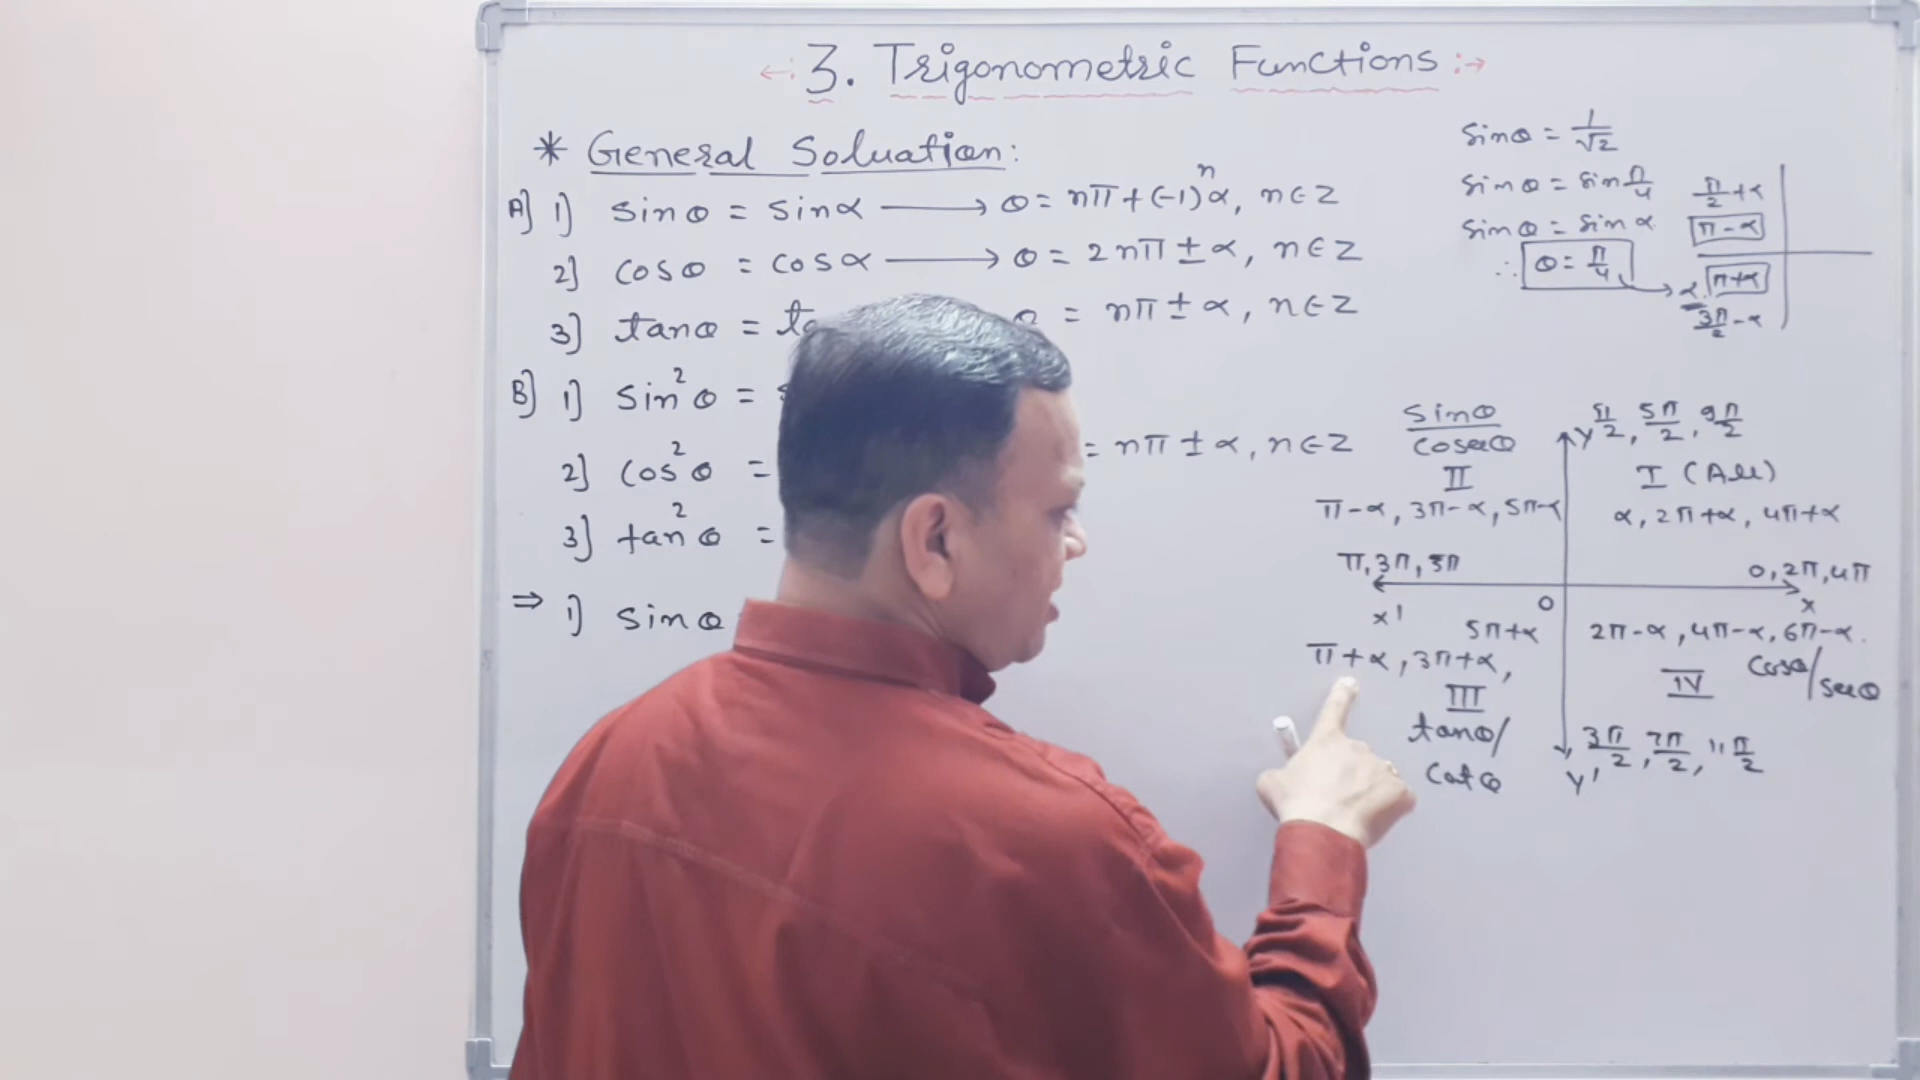 ←: 3. Trigonometric Functions :→
* General Soluation:
A] 1] sinθ = sinα ⟶ θ = nπ + (-1)ⁿα, n∈Z
2] cosθ = cosα ⟶ θ = 2nπ ± α, n∈Z
3] tanθ = ta θ = nπ ± α, n∈Z
B] 1] sin²θ =
2] cos²θ = = nπ ± α, n∈Z
3] tan²θ =
⇒ 1] sinθ
sinθ = 1/√2
sinθ = sin π/4
sinθ = sinα
∴ θ = π/4
π/2+α
π-α
α π+α
3π/2-α
sinθ
cosecθ
II
π-α, 3π-α, 5π-α
π, 3π, 5π
x'
Y π/2, 5π/2, 9π/2
I (All)
α, 2π+α, 4π+α
0, 2π, 4π
x
0
5π+α
π+α, 3π+α,
III
tanθ/
cotθ
2π-α, 4π-α, 6π-α.
IV cosθ/secθ
Y' 3π/2, 7π/2, 11π/2